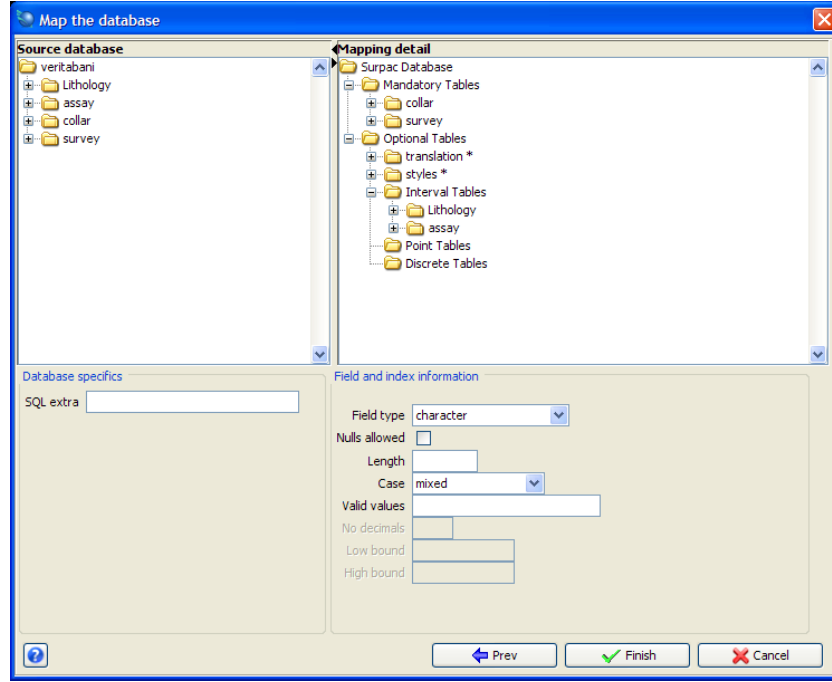 Map the database
Source database
veritabani
Lithology
assay
collar
survey
Mapping detail
Surpac Database
Mandatory Tables
collar
survey
Optional Tables
translation *
styles *
Interval Tables
Lithology
assay
Point Tables
Discrete Tables
Database specifics
SQL extra
Field and index information
Field type character
Nulls allowed
Length
Case mixed
Valid values
No decimals
Low bound
High bound
Prev Finish Cancel